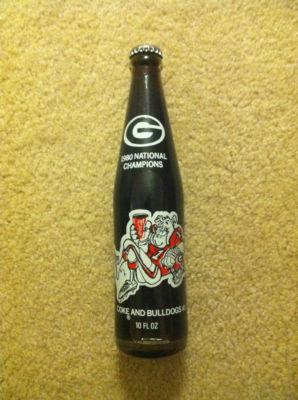 G
1980 NATIONAL
CHAMPIONS
COKE AND BULLDOGS
®
10 FL OZ